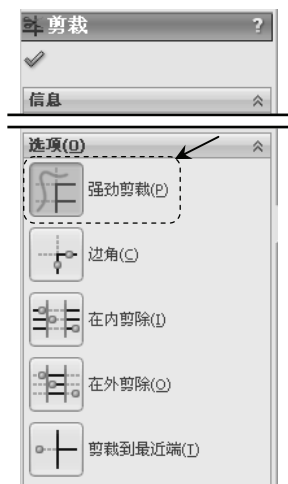 剪裁 ?
信息
选项(O)
强劲剪裁(P)
边角(C)
在内剪除(I)
在外剪除(O)
剪裁到最近端(T)